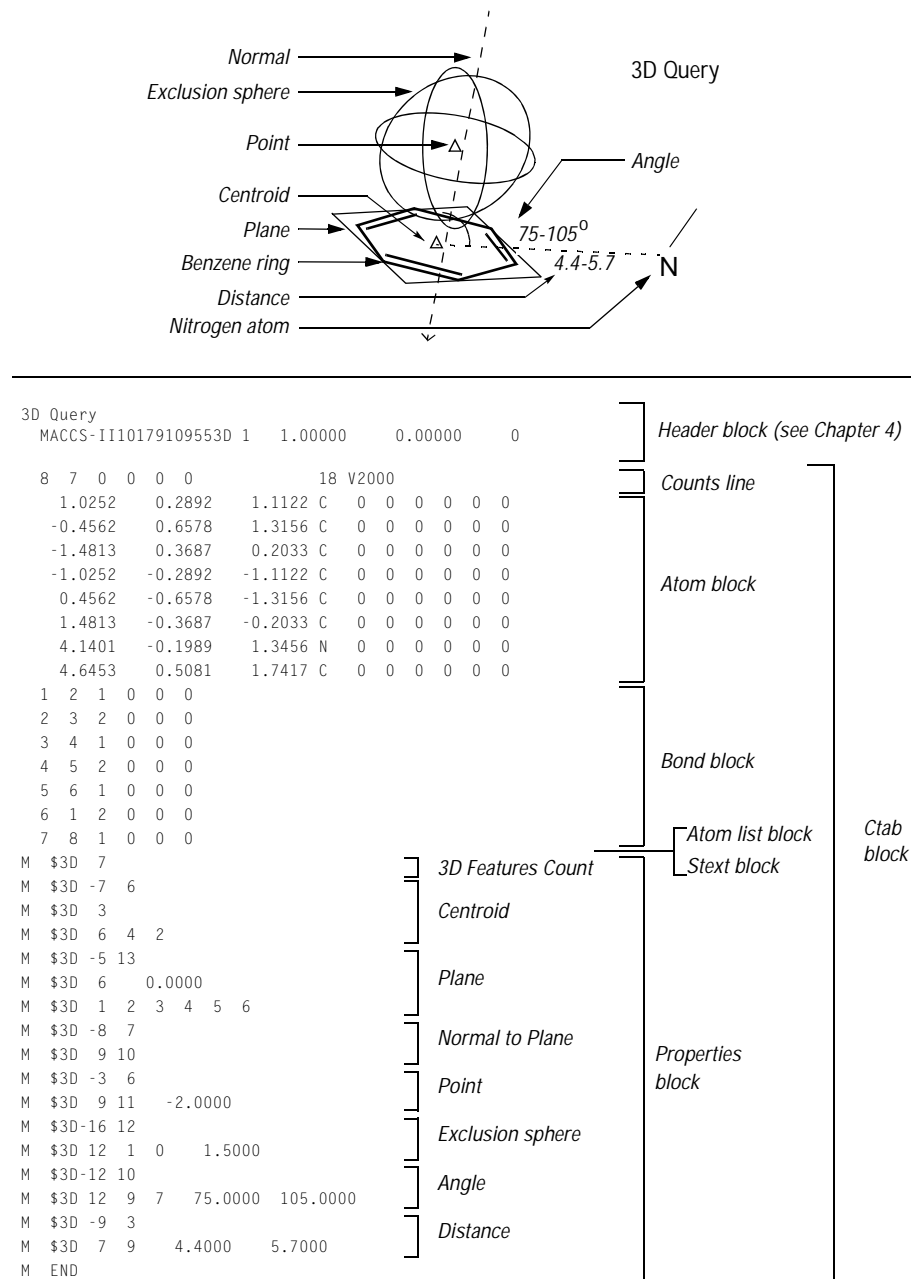 Normal
3D Query
Exclusion sphere
Point
Angle
Centroid
75-105o
Plane
4.4-5.7
N
Benzene ring
Distance
Nitrogen atom
3D Query
MACCS-II10179109553D 1 1.00000 0.00000 0
Header block (see Chapter 4)
8 7 0 0 0 0 18 V2000
Counts line
1.0252 0.2892 1.1122 C 0 0 0 0 0 0
-0.4562 0.6578 1.3156 C 0 0 0 0 0 0
-1.4813 0.3687 0.2033 C 0 0 0 0 0 0
-1.0252 -0.2892 -1.1122 C 0 0 0 0 0 0
0.4562 -0.6578 -1.3156 C 0 0 0 0 0 0
1.4813 -0.3687 -0.2033 C 0 0 0 0 0 0
4.1401 -0.1989 1.3456 N 0 0 0 0 0 0
4.6453 0.5081 1.7417 C 0 0 0 0 0 0
Atom block
1 2 1 0 0 0
2 3 2 0 0 0
3 4 1 0 0 0
4 5 2 0 0 0
5 6 1 0 0 0
6 1 2 0 0 0
7 8 1 0 0 0
Bond block
Atom list block
Stext block
Ctab
block
M $3D 7
3D Features Count
M $3D -7 6
M $3D 3
M $3D 6 4 2
Centroid
M $3D -5 13
M $3D 6 0.0000
M $3D 1 2 3 4 5 6
Plane
M $3D -8 7
M $3D 9 10
Normal to Plane
M $3D -3 6
M $3D 9 11 -2.0000
Point
M $3D-16 12
M $3D 12 1 0 1.5000
Exclusion sphere
M $3D-12 10
M $3D 12 9 7 75.0000 105.0000
Angle
M $3D -9 3
M $3D 7 9 4.4000 5.7000
Distance
M END
Properties
block